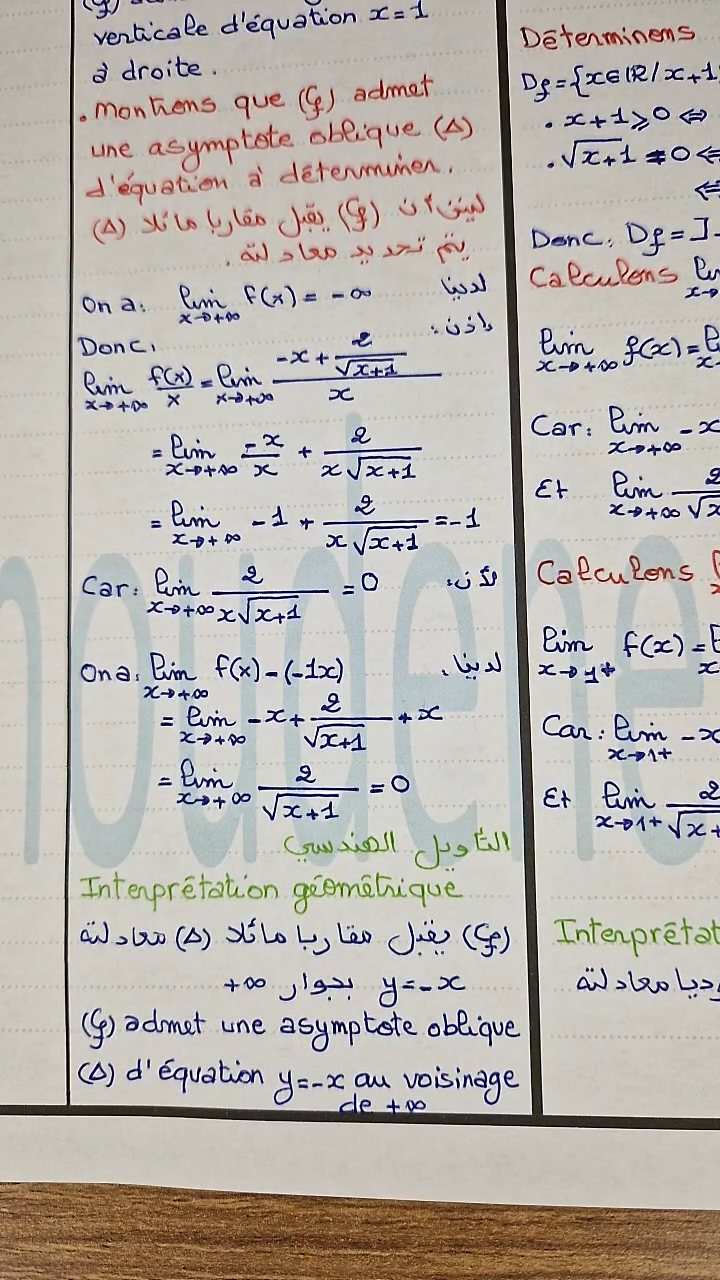 verticale d'équation x=1
à droite.
. Montrons que (Cf) admet
une asymptote oblique (Δ)
d'équation à déterminer.
ليتبن أن (Cf) يقبل مقاربا مائلا (Δ)
يتم تحديد معادلته.
On a: lim x→+∞ f(x) = -∞ لدينا
Donc, إذن:
lim x→+∞ f(x)/x = lim x→+∞ (-x + 2/√(x+1))/x
= lim x→+∞ -x/x + 2/(x√(x+1))
= lim x→+∞ -1 + 2/(x√(x+1)) = -1
Car: lim x→+∞ 2/(x√(x+1)) = 0 لأن:
On a: lim x→+∞ f(x) - (-1x) لدينا.
= lim x→+∞ -x + 2/√(x+1) + x
= lim x→+∞ 2/√(x+1) = 0
التأويل الهندسي
Interprétation géométrique
(Cf) يقبل مقاربا مائلا (Δ) معادلته
y=-x بجوار +∞
(Cf) admet une asymptote oblique
(Δ) d'équation y=-x au voisinage
de +∞
Déterminons
Df = {x∈ℝ/x+1
. x+1 ⩾ 0 ⇔
. √(x+1) ≠ 0 ⇔
⇔
Donc: Df = ]-
Calculons lim x→
lim x→+∞ f(x) =
Car: lim x→+∞ -x
Et lim x→+∞ 2/√x
Calculons
lim x→1+ f(x) =
Car: lim x→1+ -x
Et lim x→1+ 2/√x+
Interprétat
معادلته
moudene